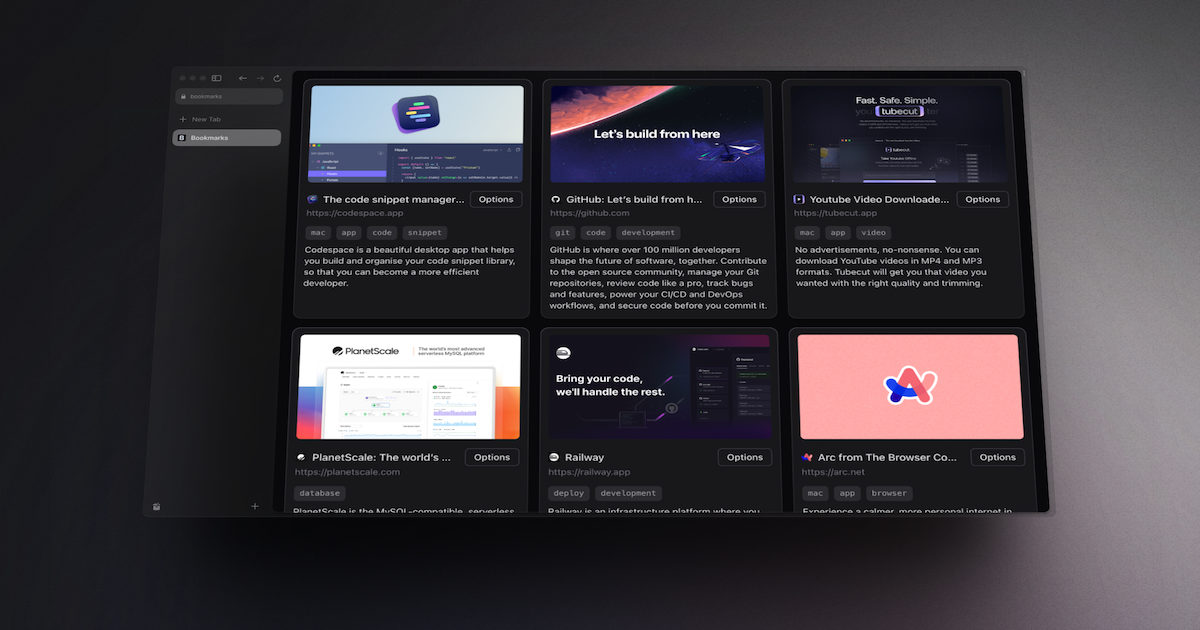 bookmarks
New Tab
Bookmarks
The code snippet manager...
Options
https://codespace.app
mac
app
code
snippet
Codespace is a beautiful desktop app that helps
you build and organise your code snippet library,
so that you can become a more efficient
developer.
Let's build from here
GitHub: Let's build from h...
Options
https://github.com
git
code
development
GitHub is where over 100 million developers
shape the future of software, together. Contribute
to the open source community, manage your Git
repositories, review code like a pro, track bugs
and features, power your CI/CD and DevOps
workflows, and secure code before you commit it.
Fast. Safe. Simple.
tubecut
tubecut
Take Youtube Offline.
Youtube Video Downloade...
Options
https://tubecut.app
mac
app
video
No advertisements, no-nonsense. You can
download YouTube videos in MP4 and MP3
formats. Tubecut will get you that video you
wanted with the right quality and trimming.
PlanetScale
The world's most advanced
serverless MySQL platform
PlanetScale: The world's ...
Options
https://planetscale.com
database
PlanetScale is the MySQL-compatible, serverless
Bring your code,
we'll handle the rest.
Railway
Options
https://railway.app
deploy
development
Railway is an infrastructure platform where you
Arc from The Browser Co...
Options
https://arc.net
mac
app
browser
Experience a calmer, more personal internet in